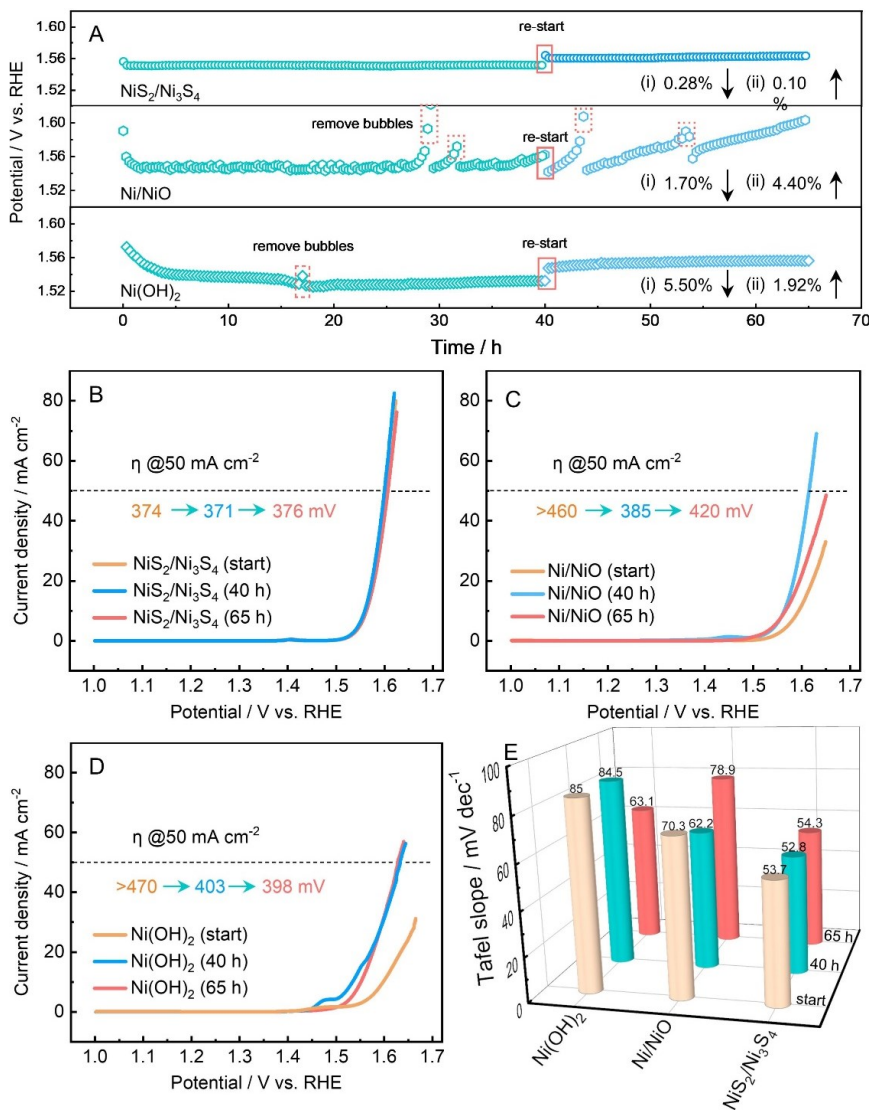 A
1.60
1.56
1.52
re-start
NiS₂/Ni₃S₄
(i) 0.28% ↓ (ii) 0.10 % ↑
1.60
1.56
1.52
remove bubbles
re-start
Ni/NiO
(i) 1.70% ↓ (ii) 4.40% ↑
1.60
1.56
1.52
remove bubbles
re-start
Ni(OH)₂
(i) 5.50% ↓ (ii) 1.92% ↑
Potential / V vs. RHE
0 10 20 30 40 50 60 70
Time / h
B
80
60
40
20
0
Current density / mA cm⁻²
η @50 mA cm⁻²
374 → 371 → 376 mV
NiS₂/Ni₃S₄ (start)
NiS₂/Ni₃S₄ (40 h)
NiS₂/Ni₃S₄ (65 h)
1.0 1.1 1.2 1.3 1.4 1.5 1.6 1.7
Potential / V vs. RHE
C
80
60
40
20
0
Current density / mA cm⁻²
η @50 mA cm⁻²
>460 → 385 → 420 mV
Ni/NiO (start)
Ni/NiO (40 h)
Ni/NiO (65 h)
1.0 1.1 1.2 1.3 1.4 1.5 1.6 1.7
Potential / V vs. RHE
D
80
60
40
20
0
Current density / mA cm⁻²
η @50 mA cm⁻²
>470 → 403 → 398 mV
Ni(OH)₂ (start)
Ni(OH)₂ (40 h)
Ni(OH)₂ (65 h)
1.0 1.1 1.2 1.3 1.4 1.5 1.6 1.7
Potential / V vs. RHE
E
100
80
60
40
20
0
Tafel slope / mV dec⁻¹
85
84.5
63.1
70.3
62.2
78.9
53.7
52.8
54.3
65 h
40 h
start
Ni(OH)₂
Ni/NiO
NiS₂/Ni₃S₄